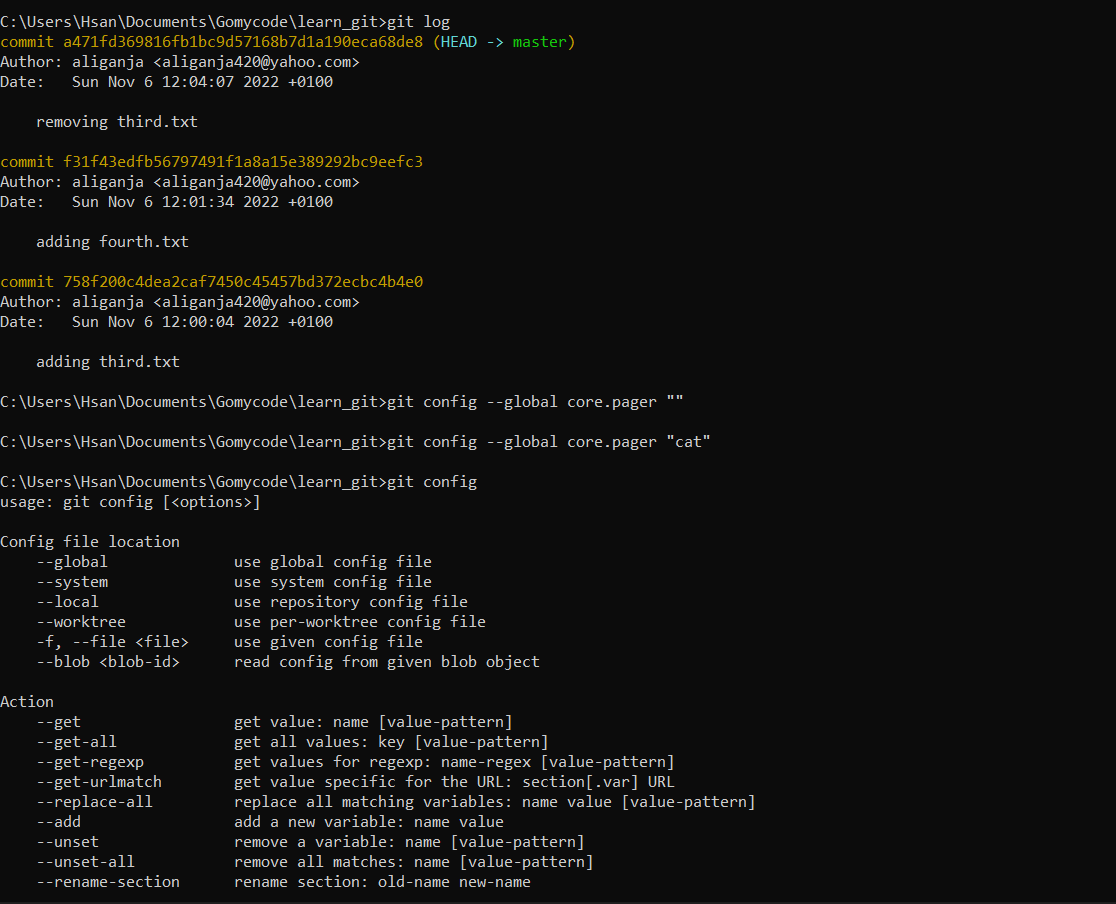 C:\Users\Hsan\Documents\Gomycode\learn_git>git log
commit a471fd369816fb1bc9d57168b7d1a190eca68de8 (HEAD -> master)
Author: aliganja <aliganja420@yahoo.com>
Date:   Sun Nov 6 12:04:07 2022 +0100
    removing third.txt
commit f31f43edfb56797491f1a8a15e389292bc9eefc3
Author: aliganja <aliganja420@yahoo.com>
Date:   Sun Nov 6 12:01:34 2022 +0100
    adding fourth.txt
commit 758f200c4dea2caf7450c45457bd372ecbc4b4e0
Author: aliganja <aliganja420@yahoo.com>
Date:   Sun Nov 6 12:00:04 2022 +0100
    adding third.txt
C:\Users\Hsan\Documents\Gomycode\learn_git>git config --global core.pager ""
C:\Users\Hsan\Documents\Gomycode\learn_git>git config --global core.pager "cat"
C:\Users\Hsan\Documents\Gomycode\learn_git>git config
usage: git config [<options>]
Config file location
    --global              use global config file
    --system              use system config file
    --local               use repository config file
    --worktree            use per-worktree config file
    -f, --file <file>     use given config file
    --blob <blob-id>      read config from given blob object
Action
    --get                 get value: name [value-pattern]
    --get-all             get all values: key [value-pattern]
    --get-regexp          get values for regexp: name-regex [value-pattern]
    --get-urlmatch        get value specific for the URL: section[.var] URL
    --replace-all         replace all matching variables: name value [value-pattern]
    --add                 add a new variable: name value
    --unset               remove a variable: name [value-pattern]
    --unset-all           remove all matches: name [value-pattern]
    --rename-section      rename section: old-name new-name